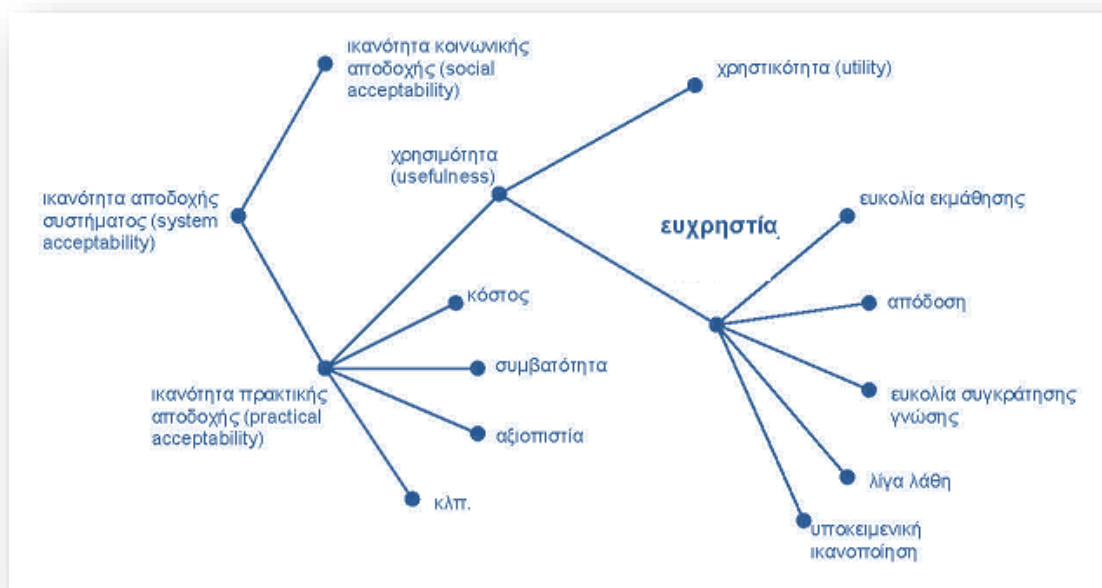 ικανότητα κοινωνικής
αποδοχής (social
acceptability)
χρηστικότητα (utility)
χρησιμότητα
(usefulness)
ικανότητα αποδοχής
συστήματος (system
acceptability)
ευχρηστία
ευκολία εκμάθησης
κόστος
απόδοση
συμβατότητα
ικανότητα πρακτικής
αποδοχής (practical
acceptability)
ευκολία συγκράτησης
γνώσης
αξιοπιστία
λίγα λάθη
κλπ.
υποκειμενική
ικανοποίηση